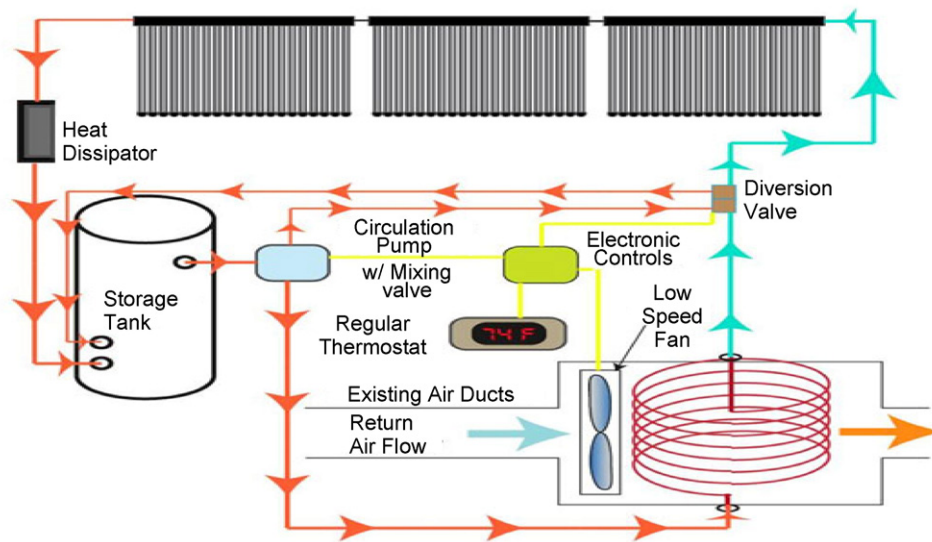 Heat
Dissipator
Diversion
Valve
Circulation
Pump
w/ Mixing
valve
Electronic
Controls
Storage
Tank
Regular
Thermostat
74 F
Low
Speed
Fan
Existing Air Ducts
Return
Air Flow